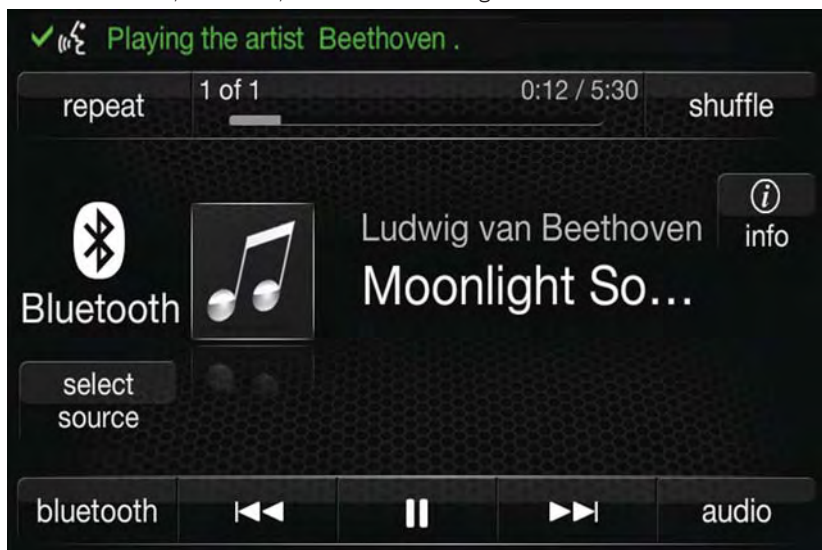 Playing the artist Beethoven .
repeat
1 of 1
0:12 / 5:30
shuffle
i
info
Ludwig van Beethoven
Moonlight So...
Bluetooth
select
source
bluetooth
audio